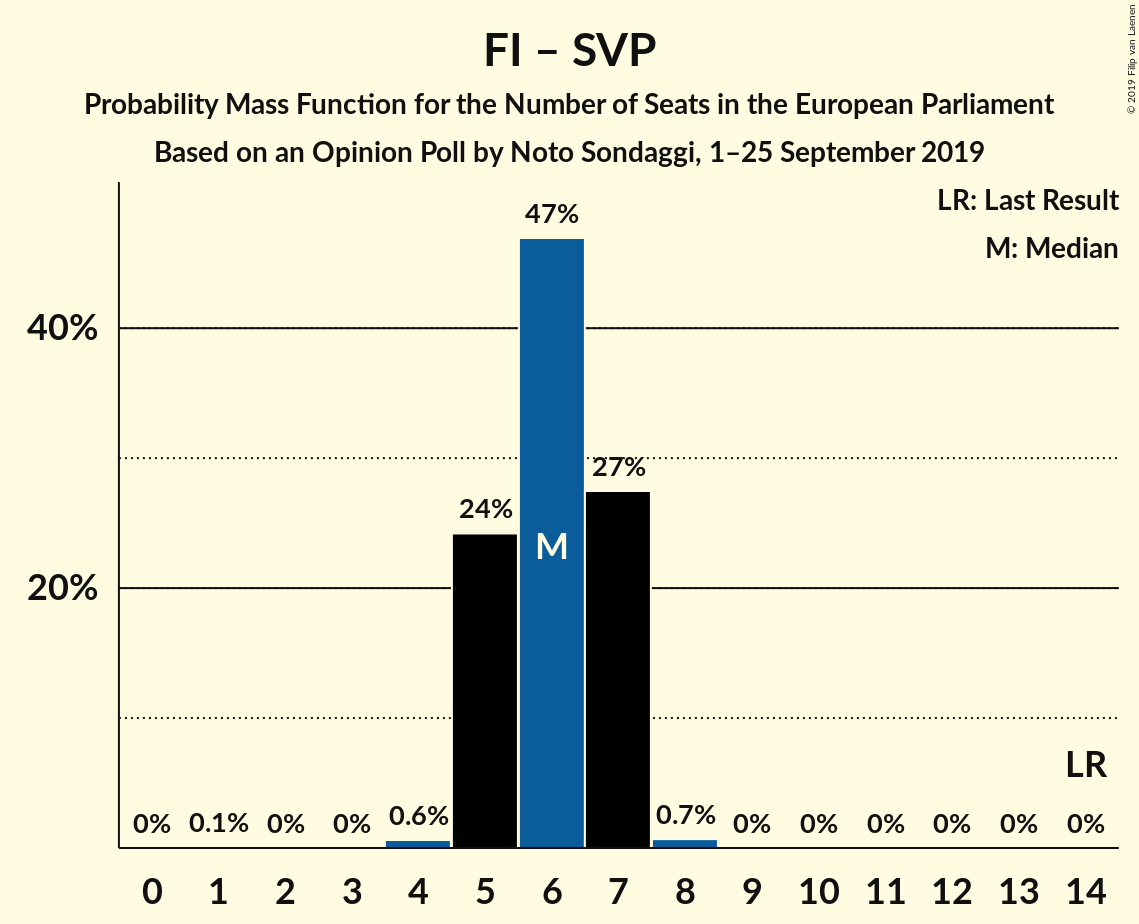 FI – SVP
Probability Mass Function for the Number of Seats in the European Parliament
Based on an Opinion Poll by Noto Sondaggi, 1–25 September 2019
© 2019 Filip van Laenen
LR: Last Result
M: Median
47%
40%
27%
24%
M
20%
LR
0% 0.1% 0% 0% 0.6% 0.7% 0% 0% 0% 0% 0% 0%
0 1 2 3 4 5 6 7 8 9 10 11 12 13 14